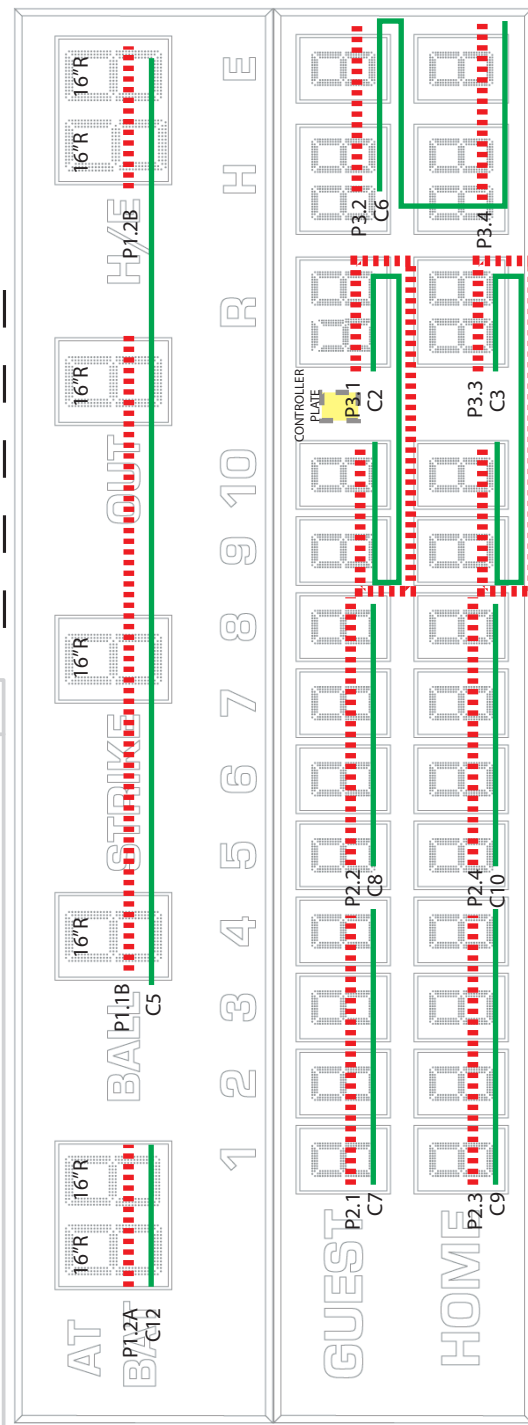 AT BAT
BALL
STRIKE
OUT
H/E
16"R
16"R
16"R
16"R
16"R
16"R
16"R
P1.2A
C12
P1.1B
C5
P1.2B
1 2 3 4 5 6 7 8 9 10 R H E
CONTROLLER
PLATE
GUEST
P2.1
C7
P2.2
C8
P3.1
C2
P3.2
C6
HOME
P2.3
C9
P2.4
C10
P3.3
C3
P3.4